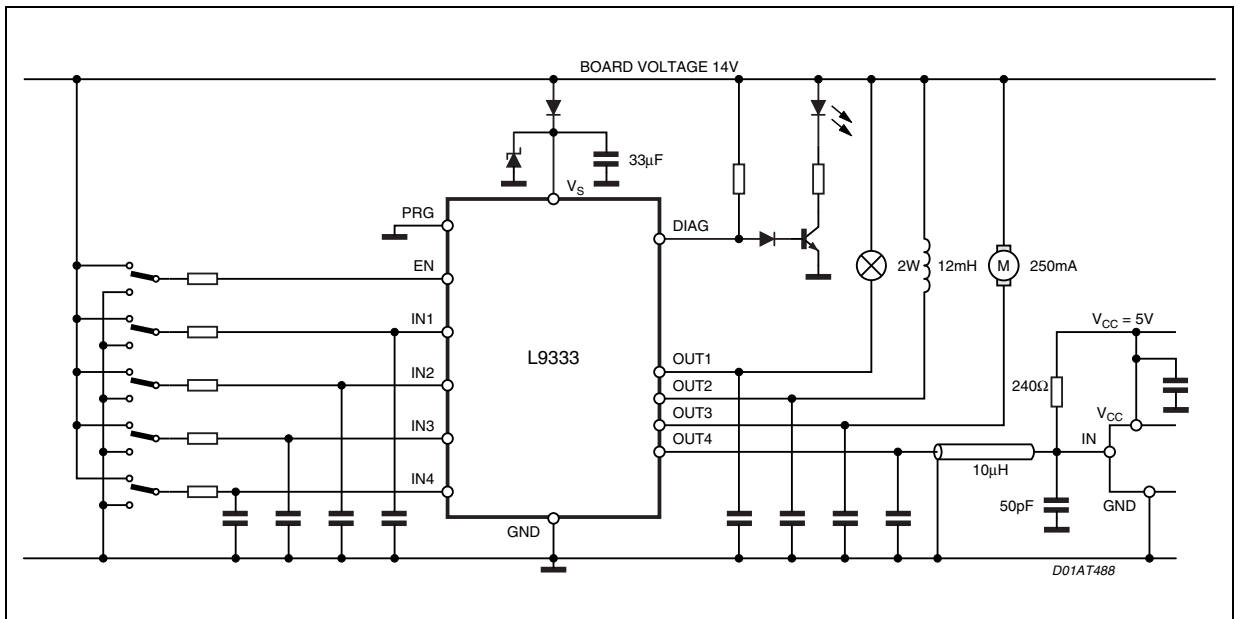 BOARD VOLTAGE 14V
33μF
VS
PRG
DIAG
EN
2W
12mH
M
250mA
IN1
VCC = 5V
L9333
OUT1
IN2
OUT2
240Ω
OUT3
VCC
IN3
OUT4
IN
10μH
IN4
50pF
GND
GND
D01AT488